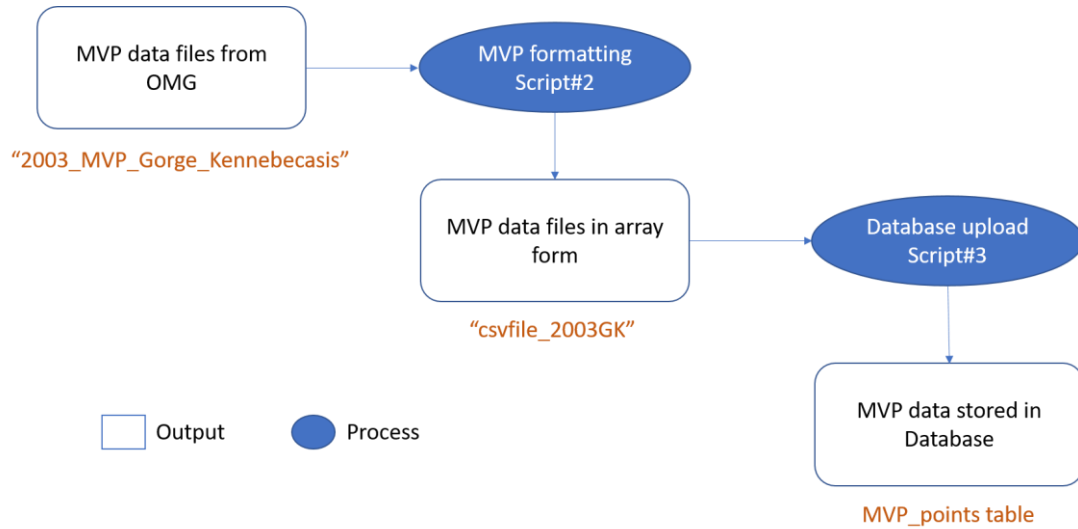 MVP data files from
OMG
MVP formatting
Script#2
“2003_MVP_Gorge_Kennebecasis”
MVP data files in array
form
Database upload
Script#3
“csvfile_2003GK”
MVP data stored in
Database
Output
Process
MVP_points table